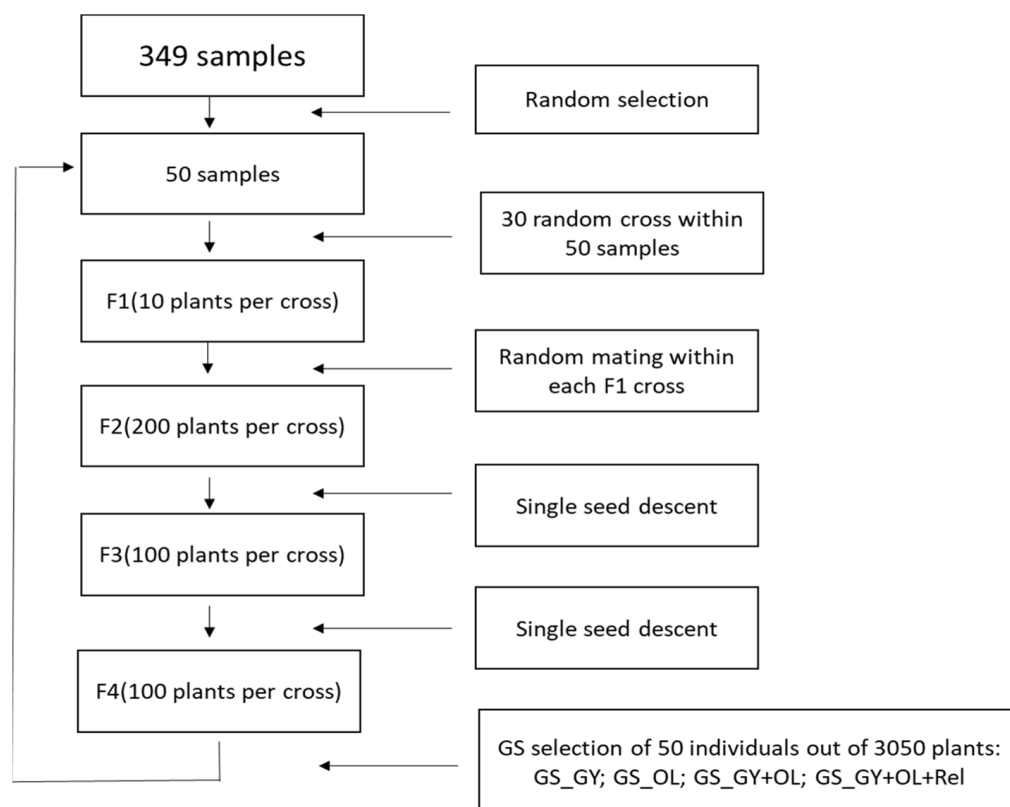 349 samples
Random selection
50 samples
30 random cross within
50 samples
F1(10 plants per cross)
Random mating within
each F1 cross
F2(200 plants per cross)
Single seed descent
F3(100 plants per cross)
Single seed descent
F4(100 plants per cross)
GS selection of 50 individuals out of 3050 plants:
GS_GY; GS_OL; GS_GY+OL; GS_GY+OL+Rel